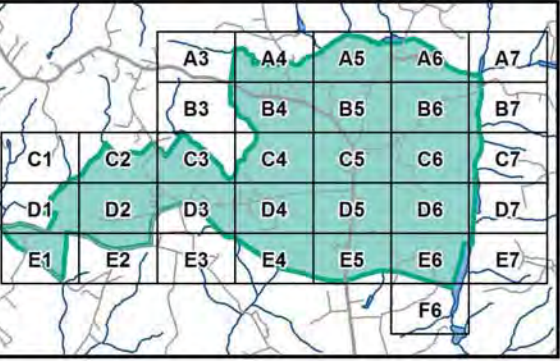 A3 A4 A5 A6 A7
B3 B4 B5 B6 B7
C1 C2 C3 C4 C5 C6 C7
D1 D2 D3 D4 D5 D6 D7
E1 E2 E3 E4 E5 E6 E7
F6